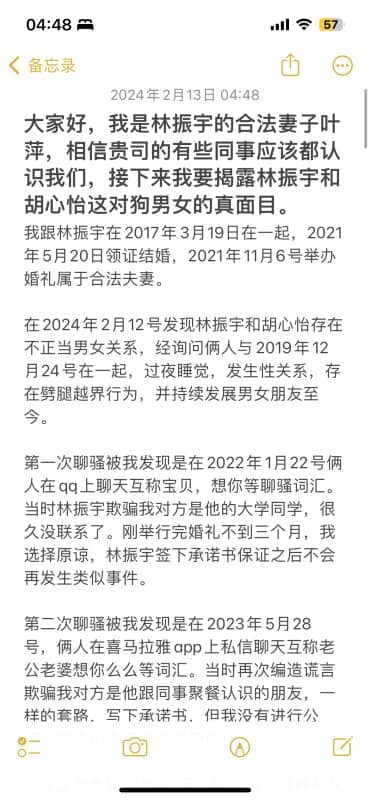 04:48
57
备忘录
2024年2月13日 04:48
大家好，我是林振宇的合法妻子叶
萍，相信贵司的有些同事应该都认
识我们，接下来我要揭露林振宇和
胡心怡这对狗男女的真面目。
我跟林振宇在2017年3月19日在一起，2021
年5月20日领证结婚，2021年11月6号举办
婚礼属于合法夫妻。
在2024年2月12号发现林振宇和胡心怡存在
不正当男女关系，经询问俩人与2019年12
月24号在一起，过夜睡觉，发生性关系，存
在劈腿越界行为，并持续发展男女朋友至
今。
第一次聊骚被我发现是在2022年1月22号俩
人在qq上聊天互称宝贝，想你等聊骚词汇。
当时林振宇欺骗我对方是他的大学同学，很
久没联系了。刚举行完婚礼不到三个月，我
选择原谅，林振宇签下承诺书保证之后不会
再发生类似事件。
第二次聊骚被我发现是在2023年5月28
号，俩人在喜马拉雅app上私信聊天互称老
公老婆想你么么等词汇。当时再次编造谎言
欺骗我对方是他跟同事聚餐认识的朋友，一
样的套路，写下承诺书，但我没有进行公